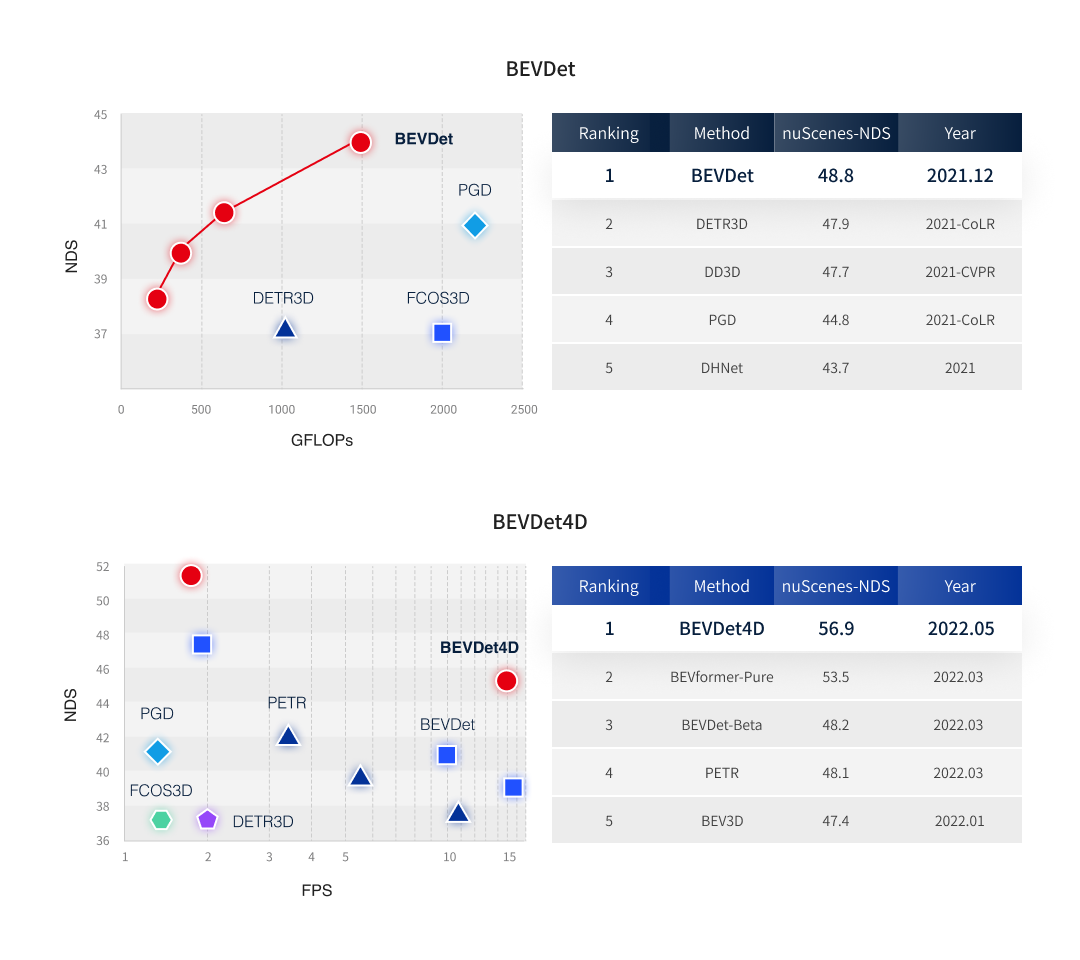 BEVDet
45
43
41
39
37
NDS
BEVDet
PGD
DETR3D
FCOS3D
0 500 1000 1500 2000 2500
GFLOPs
Ranking Method nuScenes-NDS Year
1 BEVDet 48.8 2021.12
2 DETR3D 47.9 2021-CoLR
3 DD3D 47.7 2021-CVPR
4 PGD 44.8 2021-CoLR
5 DHNet 43.7 2021
BEVDet4D
52
50
48
46
44
42
40
38
36
NDS
BEVDet4D
PETR
PGD
BEVDet
FCOS3D
DETR3D
1 2 3 4 5 10 15
FPS
Ranking Method nuScenes-NDS Year
1 BEVDet4D 56.9 2022.05
2 BEVformer-Pure 53.5 2022.03
3 BEVDet-Beta 48.2 2022.03
4 PETR 48.1 2022.03
5 BEV3D 47.4 2022.01